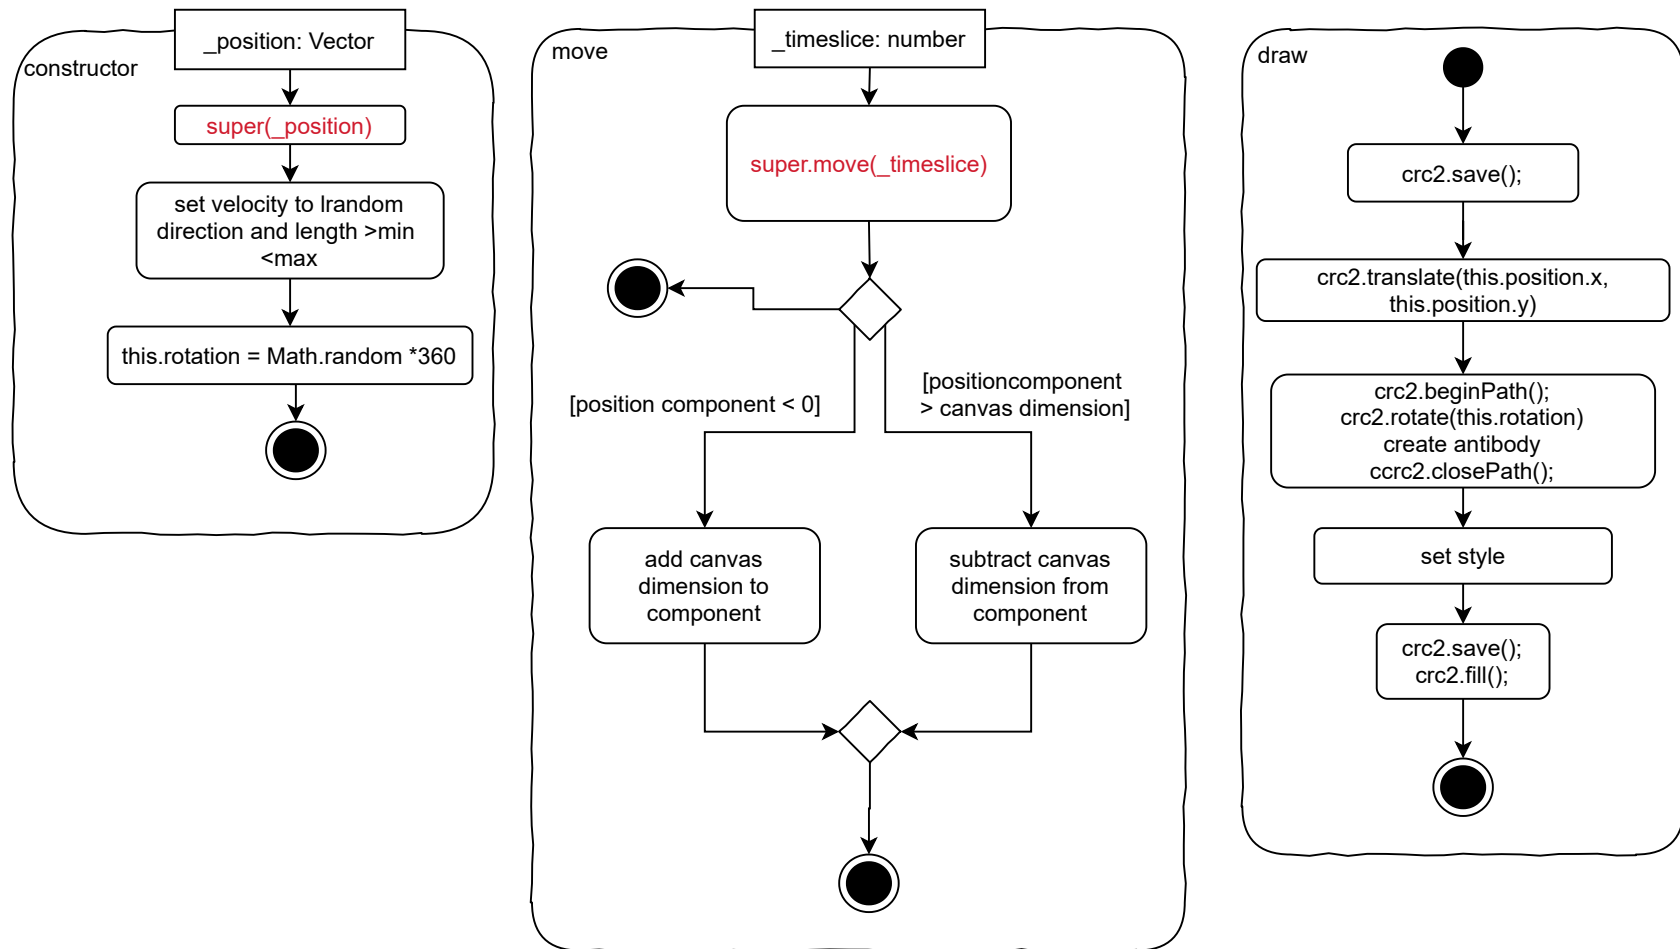 _position: Vector
constructor
super(_position)
set velocity to lrandom
direction and length >min
<max
this.rotation = Math.random *360
_timeslice: number
move
super.move(_timeslice)
[position component < 0]
[positioncomponent
> canvas dimension]
add canvas
dimension to
component
subtract canvas
dimension from
component
draw
crc2.save();
crc2.translate(this.position.x,
this.position.y)
crc2.beginPath();
crc2.rotate(this.rotation)
create antibody
ccrc2.closePath();
set style
crc2.save();
crc2.fill();